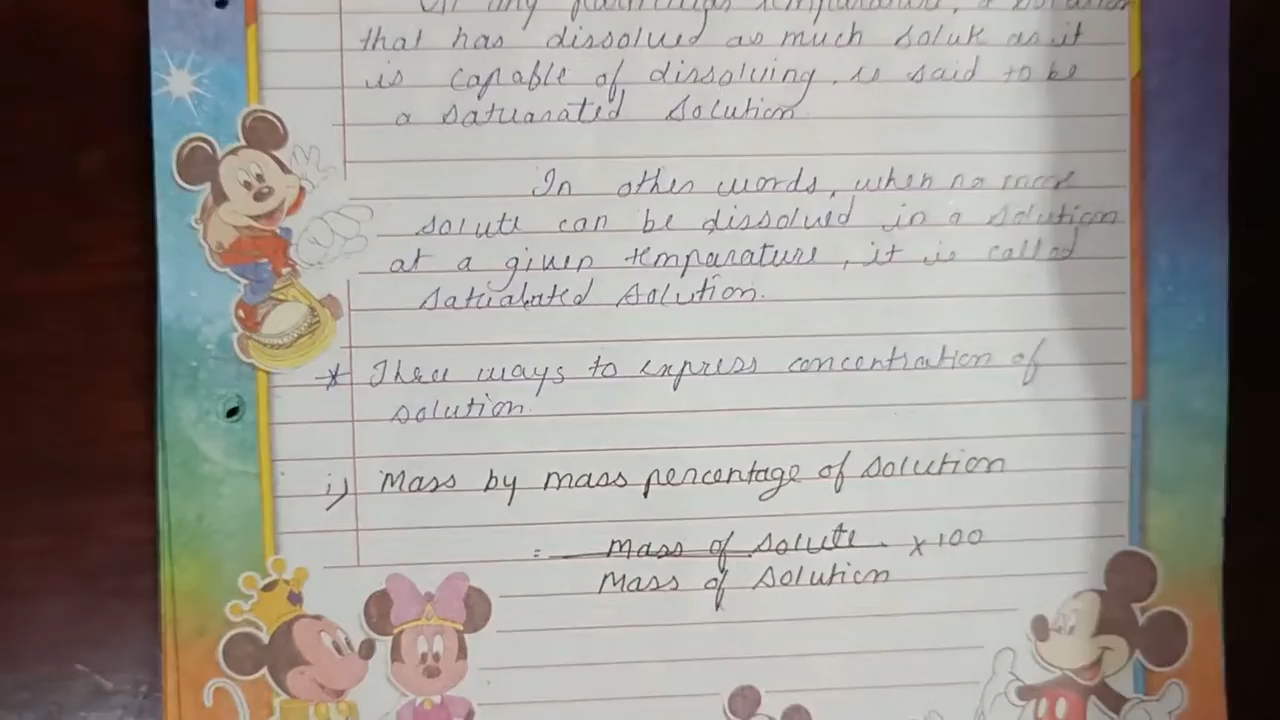 that has dissolved as much solute as it
is capable of dissolving, is said to be
a satuarated solution
In other words, when no more
solute can be dissolved in a solution
at a given temparature, it is called
solution.
* Three ways to express concentration of
solution.
i) Mass by mass percentage of solution
= Mass of solute × 100
Mass of solution